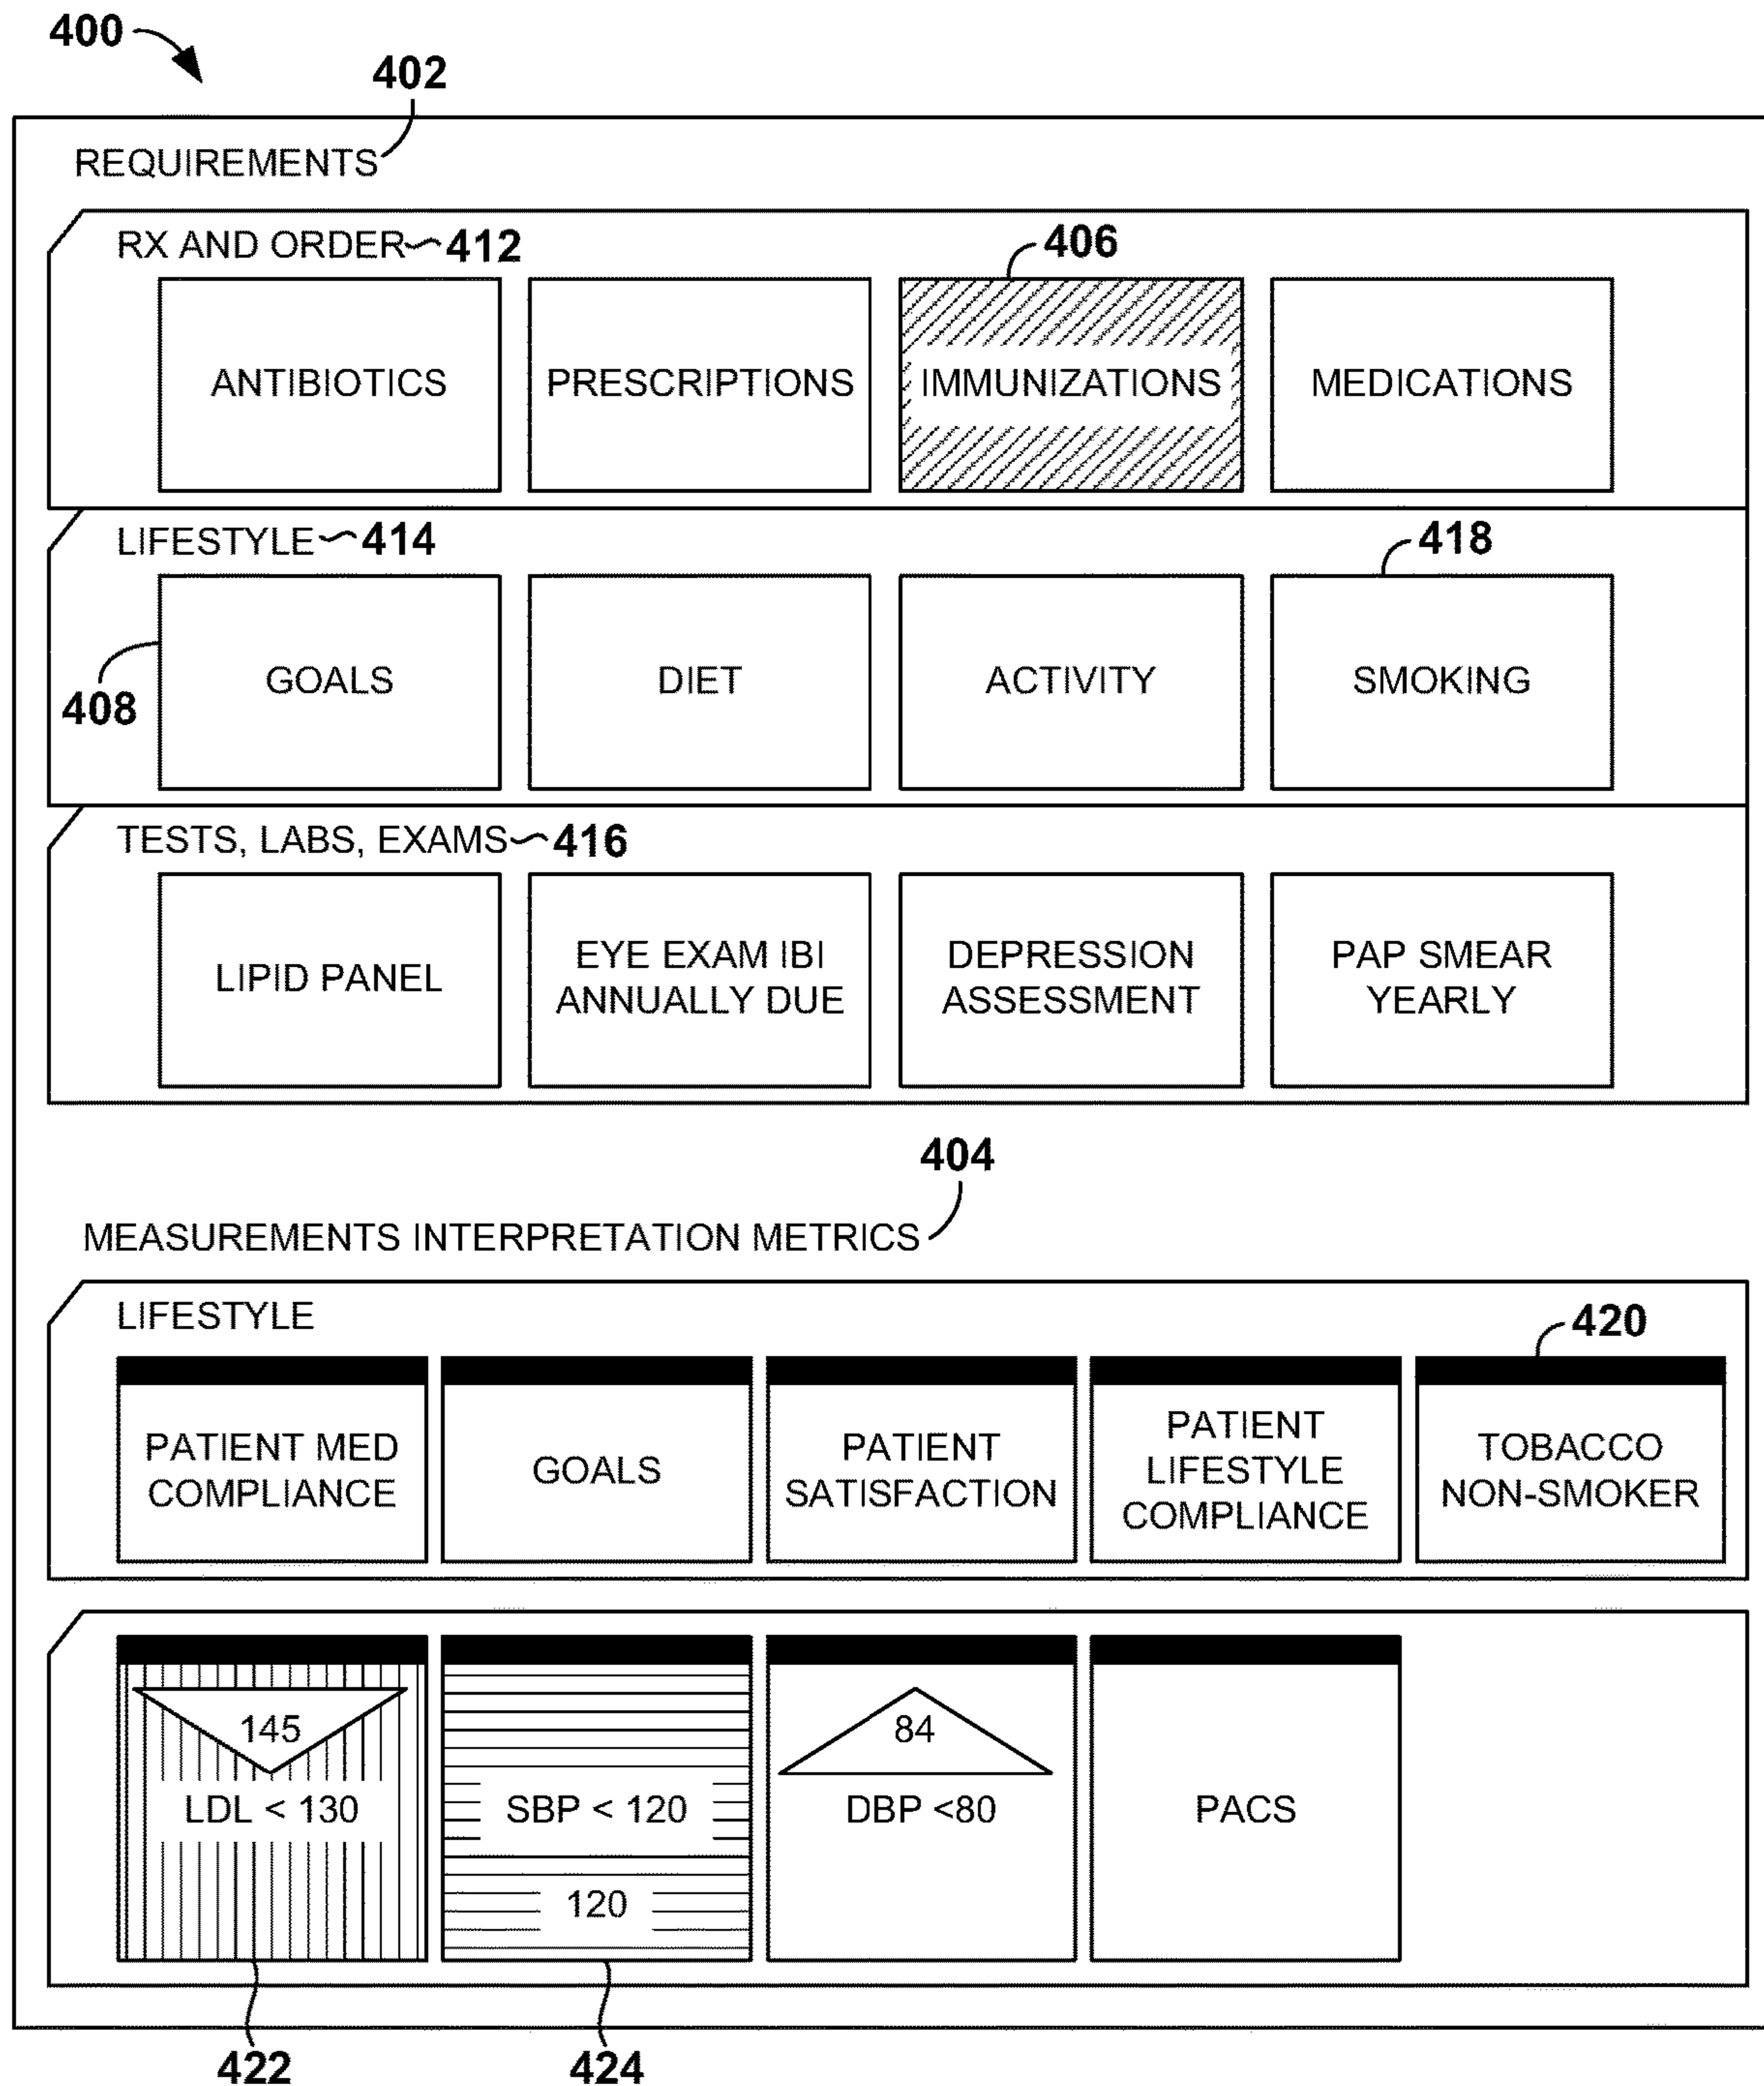 400
402
REQUIREMENTS
RX AND ORDER 412
406
ANTIBIOTICS
PRESCRIPTIONS
IMMUNIZATIONS
MEDICATIONS
LIFESTYLE 414
418
408
GOALS
DIET
ACTIVITY
SMOKING
TESTS, LABS, EXAMS 416
LIPID PANEL
EYE EXAM IBI
ANNUALLY DUE
DEPRESSION
ASSESSMENT
PAP SMEAR
YEARLY
404
MEASUREMENTS INTERPRETATION METRICS
LIFESTYLE
420
PATIENT MED
COMPLIANCE
GOALS
PATIENT
SATISFACTION
PATIENT
LIFESTYLE
COMPLIANCE
TOBACCO
NON-SMOKER
145
LDL < 130
SBP < 120
120
84
DBP <80
PACS
422
424